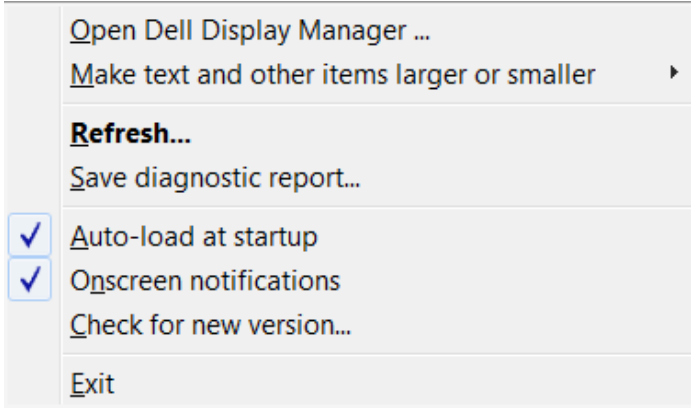 Open Dell Display Manager ...
Make text and other items larger or smaller
Refresh...
Save diagnostic report...
Auto-load at startup
Onscreen notifications
Check for new version...
Exit